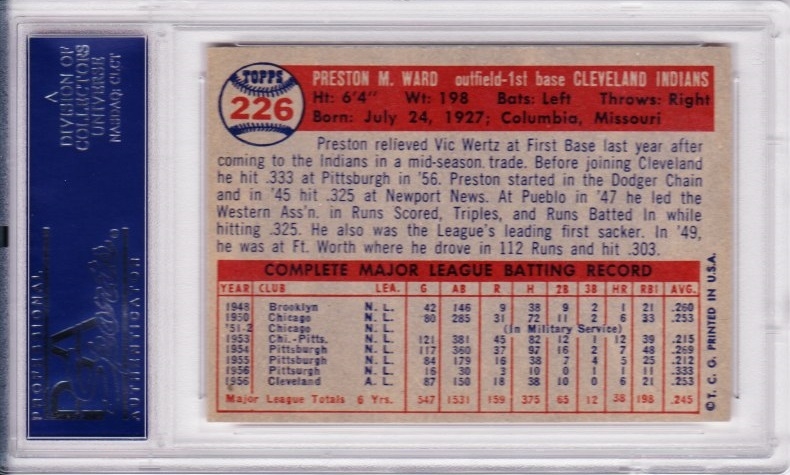 A
DIVISION OF
COLLECTORS
UNIVERSE
NASDAQ: CLCT
PROFESSIONAL
PSA
AUTHENTICATOR
TOPPS
226
PRESTON M. WARD outfield-1st base CLEVELAND INDIANS
Ht: 6'4" Wt: 198 Bats: Left Throws: Right
Born: July 24, 1927; Columbia, Missouri
Preston relieved Vic Wertz at First Base last year after
coming to the Indians in a mid-season trade. Before joining Cleveland
he hit .333 at Pittsburgh in '56. Preston started in the Dodger Chain
and in '45 hit .325 at Newport News. At Pueblo in '47 he led the
Western Ass'n. in Runs Scored, Triples, and Runs Batted In while
hitting .325. He also was the League's leading first sacker. In '49,
he was at Ft. Worth where he drove in 112 Runs and hit .303.
COMPLETE MAJOR LEAGUE BATTING RECORD
YEAR CLUB LEA. G AB R H 2B 3B HR RBI AVG.
1948 Brooklyn N. L. 42 146 9 38 9 2 1 21 .260
1950 Chicago N. L. 80 285 31 72 11 2 6 33 .253
'51-2 Chicago N. L. (In Military Service)
1953 Chi.-Pitts. N. L. 121 381 45 82 12 1 12 39 .215
1954 Pittsburgh N. L. 117 360 37 97 16 2 7 48 .269
1955 Pittsburgh N. L. 84 179 16 38 7 4 5 25 .212
1956 Pittsburgh N. L. 16 30 3 10 0 1 1 11 .333
1956 Cleveland A. L. 87 150 18 38 10 0 6 21 .253
Major League Totals 6 Yrs. 547 1531 159 375 65 12 38 198 .245
© T. C. G. PRINTED IN U.S.A.